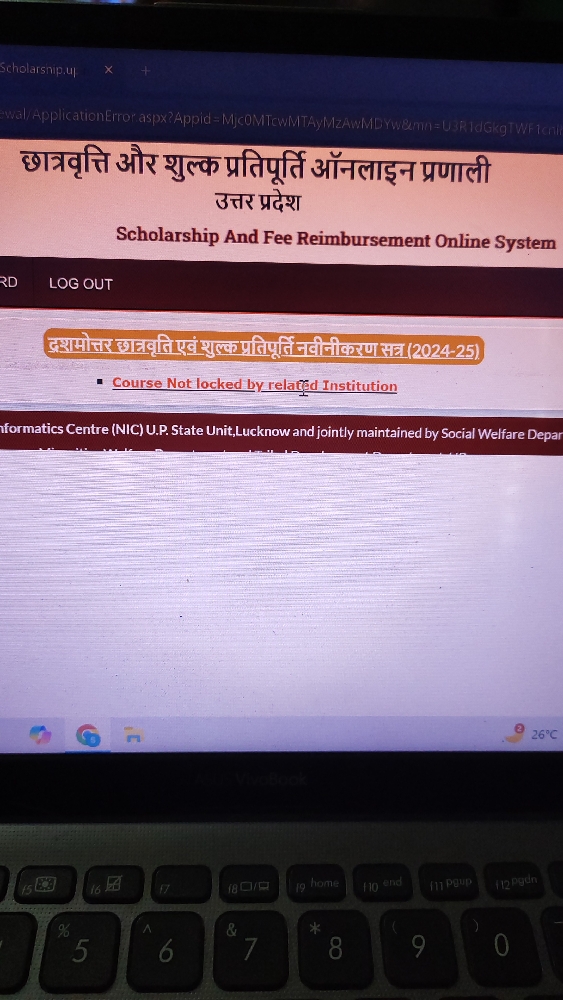 Scholarship.up
ewal/ApplicationError.aspx?Appid=Mjc0MTcwMTAyMzAwMDYw&mn=U3R1dGkgTWF1cnlh
छात्रवृत्ति और शुल्क प्रतिपूर्ति ऑनलाइन प्रणाली
उत्तर प्रदेश
Scholarship And Fee Reimbursement Online System
RD LOG OUT
दशमोत्तर छात्रवृति एवं शुल्क प्रतिपूर्ति नवीनीकरण सत्र (2024-25)
Course Not locked by related Institution
nformatics Centre (NIC) U.P. State Unit,Lucknow and jointly maintained by Social Welfare Depar
2
26°C
VivoBook
f5 f6 f7 f8 f9 home f10 end f11 pgup f12 pgdn
% ^ & * ( )
5 6 7 8 9 0